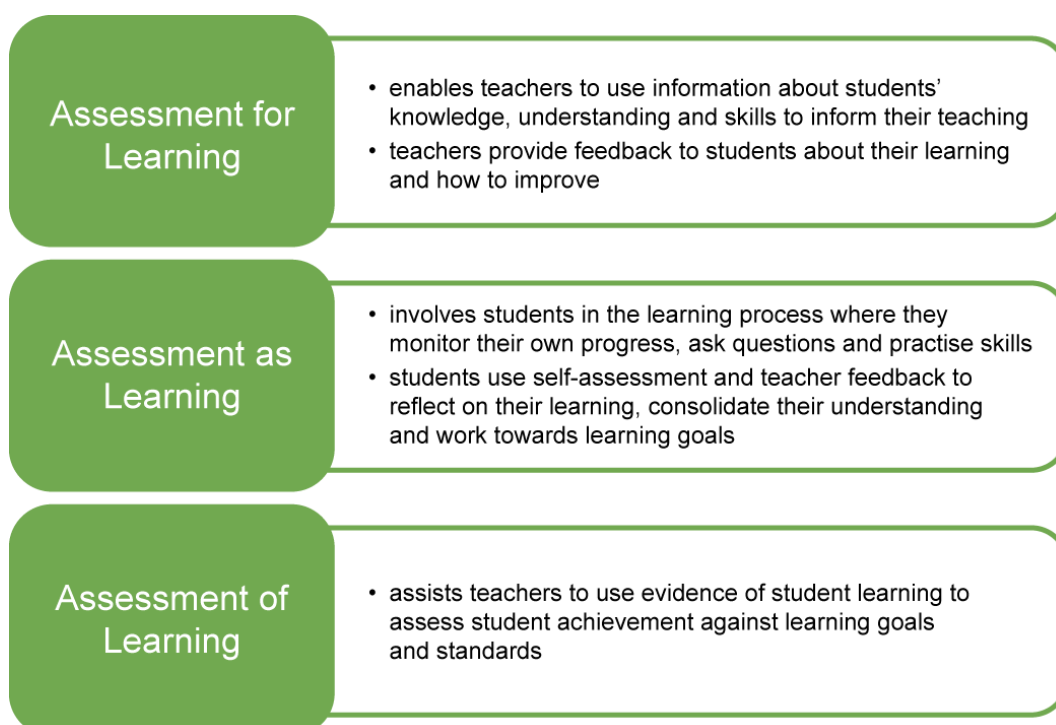 Assessment for
Learning
• enables teachers to use information about students’
knowledge, understanding and skills to inform their teaching
• teachers provide feedback to students about their learning
and how to improve
Assessment as
Learning
• involves students in the learning process where they
monitor their own progress, ask questions and practise skills
• students use self-assessment and teacher feedback to
reflect on their learning, consolidate their understanding
and work towards learning goals
Assessment of
Learning
• assists teachers to use evidence of student learning to
assess student achievement against learning goals
and standards